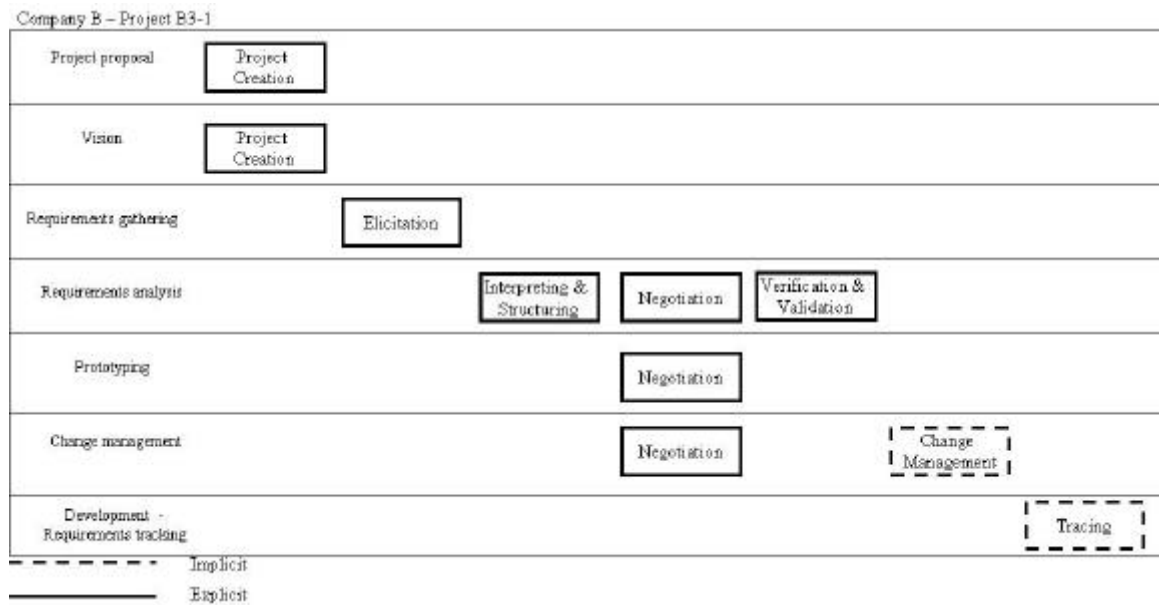 Company B – Project B3-1
Project proposal
Project
Creation
Vision
Project
Creation
Requirements gathering
Elicitation
Requirements analysis
Interpreting &
Structuring
Negotiation
Verification &
Validation
Prototyping
Negotiation
Change management
Negotiation
Change
Management
Development -
Requirements tracking
Tracing
Implicit
Explicit